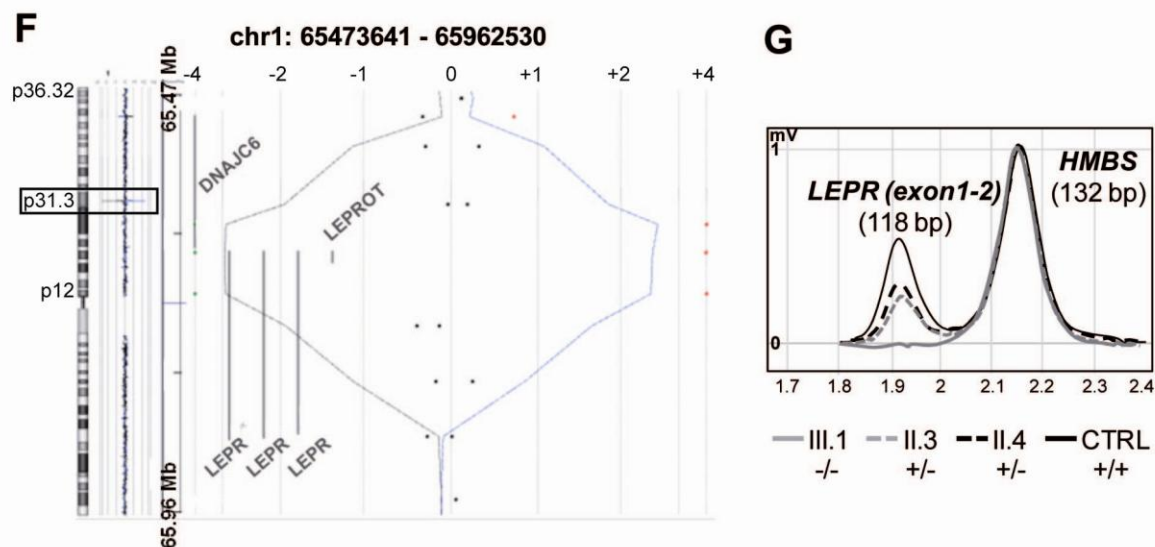 F
chr1: 65473641 - 65962530
-4 -2 -1 0 +1 +2 +4
65.47 Mb
p36.32
p31.3
p12
DNAJC6
LEPROT
LEPR LEPR LEPR
65.96 Mb
G
mV
1
HMBS
(132 bp)
LEPR (exon1-2)
(118 bp)
0
1.7 1.8 1.9 2 2.1 2.2 2.3 2.4
III.1 II.3 II.4 CTRL
-/- +/- +/- +/+